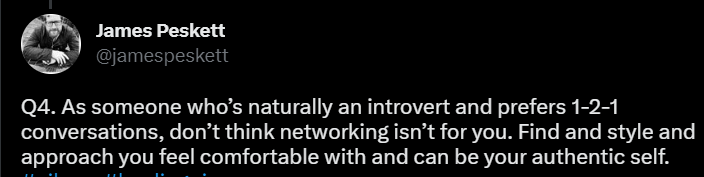 James Peskett
@jamespeskett
Q4. As someone who's naturally an introvert and prefers 1-2-1
conversations, don't think networking isn't for you. Find and style and
approach you feel comfortable with and can be your authentic self.